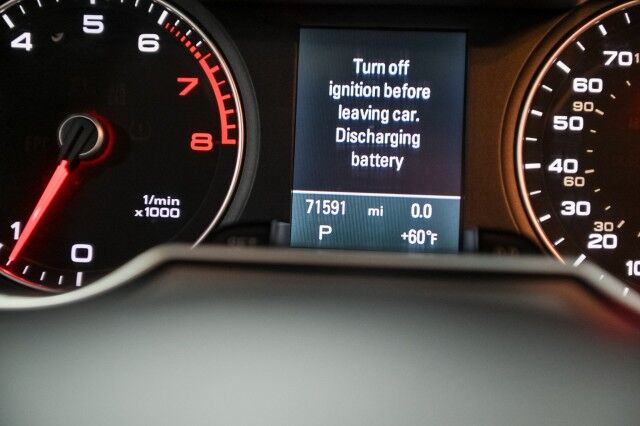 4 5 6 7 8
1 0
1/min
x1000
Turn off
ignition before
leaving car.
Discharging
battery
71591 mi 0.0
P +60°F
70
60
90
50
40
60
30
30
20
10